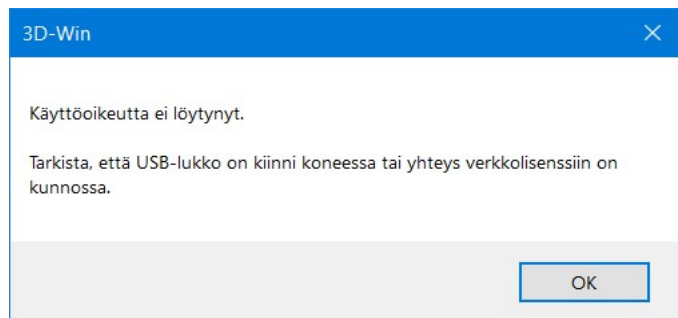 3D-Win
Käyttöoikeutta ei löytynyt.
Tarkista, että USB-lukko on kiinni koneessa tai yhteys verkkolisenssiin on
kunnossa.
OK